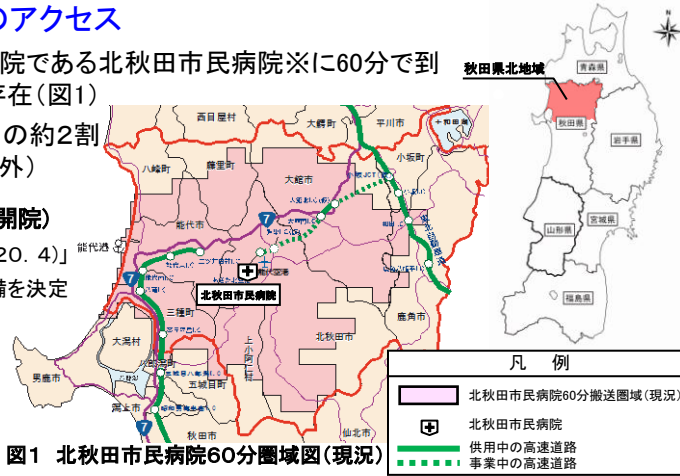 のアクセス
院である北秋田市民病院※に60分で到
存在（図1）
の約2割
外）
開院）
20．4）」
備を決定
秋田県北地域
青森県
秋田県
岩手県
山形県
宮城県
福島県
西目屋村
大鰐町
平川市
十和田湖
八峰町
藤里町
大館市
小坂町
能代市
7
能代港
7
能代空港
北秋田市民病院
三種町
大潟村
北秋田市
鹿角市
上小阿仁村
男鹿市
五城目町
潟上市
7
秋田市
仙北市
凡 例
北秋田市民病院60分搬送圏域（現況）
北秋田市民病院
供用中の高速道路
事業中の高速道路
図1 北秋田市民病院60分圏域図（現況）